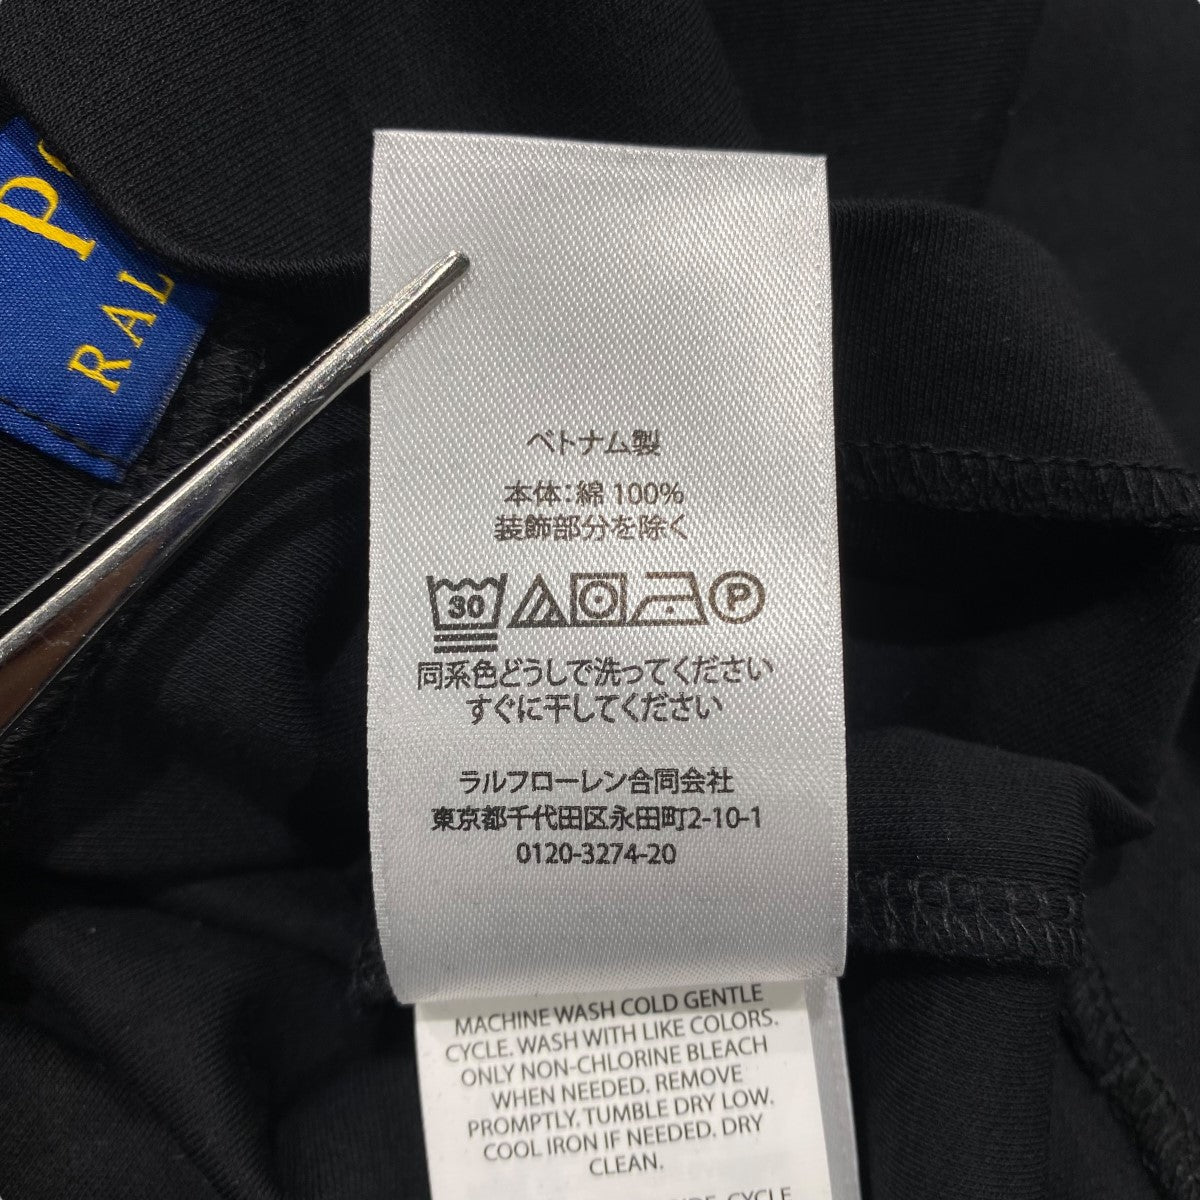 RAL
ベトナム製
本体:綿 100%
装飾部分を除く
30
P
同系色どうしで洗ってください
すぐに干してください
ラルフローレン合同会社
東京都千代田区永田町2-10-1
0120-3274-20
MACHINE WASH COLD GENTLE
CYCLE. WASH WITH LIKE COLORS.
ONLY NON-CHLORINE BLEACH
WHEN NEEDED. REMOVE
PROMPTLY. TUMBLE DRY LOW.
COOL IRON IF NEEDED. DRY
CLEAN.